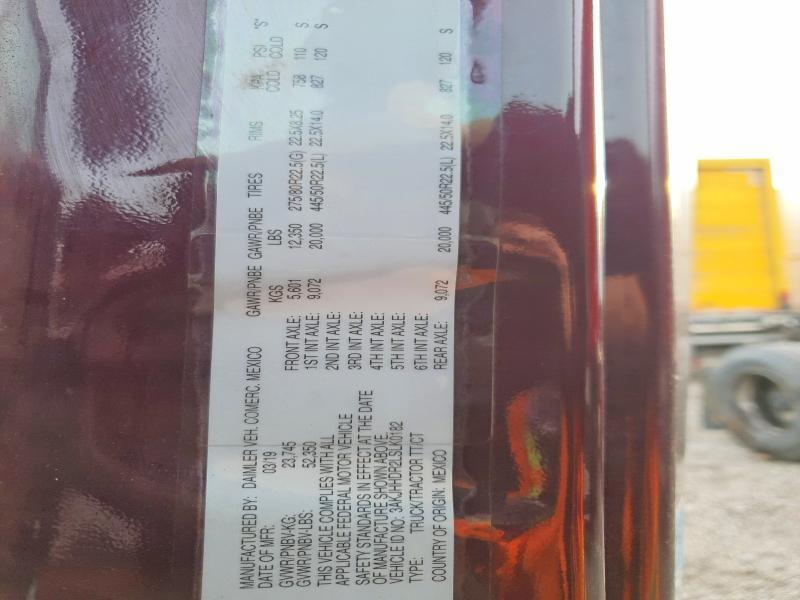 MANUFACTURED BY: DAIMLER VEH. COMERC. MEXICO
DATE OF MFR: 03/19
GVWR/PNBV-KG: 23,745
GVWR/PNBV-LBS: 52,350
THIS VEHICLE COMPLIES WITH ALL
APPLICABLE FEDERAL MOTOR VEHICLE
SAFETY STANDARDS IN EFFECT AT THE DATE
OF MANUFACTURE SHOWN ABOVE.
VEHICLE ID NO: 3AKJHHDR2LSLK0182
TYPE: TRUCK/TRACTOR TT/CT
COUNTRY OF ORIGIN: MEXICO
GAWR/PNBE GAWR/PNBE TIRES RIMS KPA PSI "S"
KGS LBS COLD COLD
FRONT AXLE: 5,601 12,350 275/80R22.5(G) 22.5X8.25 758 110 S
1ST INT AXLE: 9,072 20,000 445/50R22.5(L) 22.5X14.0 827 120 S
2ND INT AXLE:
3RD INT AXLE:
4TH INT AXLE:
5TH INT AXLE:
6TH INT AXLE:
REAR AXLE: 9,072 20,000 445/50R22.5(L) 22.5X14.0 827 120 S